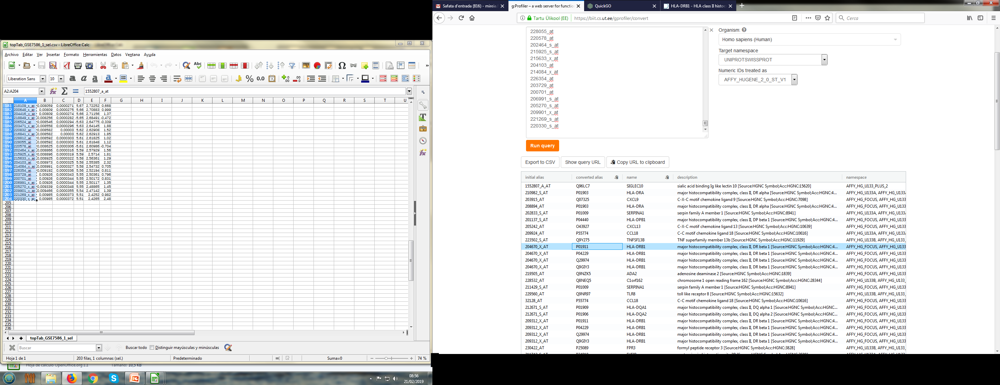 topTab_GSE7586_1_sel.csv - LibreOffice Calc
Archivo Editar Ver Insertar Formato Herramientas Datos Ventana Ayuda
Liberation Sans 10
A2:A204 1552807_a_at
A B C D E F G H I J K L M N O P Q R S T U
181 218109_s_at 0,008059 0,0000271 5,67 2,72252 0,668
182 200648_s_at 0,00809 0,0000275 5,66 2,70883 0,999
183 204416_x_at 0,00809 0,0000274 5,66 2,71156 1,37
184 218849_s_at 0,008256 0,0000282 -5,65 2,68491 -0,472
185 206524_at 0,008546 0,0000294 -5,63 2,64775 -0,339
186 203471_s_at 0,008558 0,0000296 5,63 2,64145 1,88
187 220832_at 0,008582 0,00003 5,62 2,62908 1,52
188 216841_s_at 0,008582 0,00003 5,62 2,62913 1,85
189 228812_at 0,008592 0,0000303 5,61 2,61825 1,02
190 228055_at 0,008592 0,0000303 5,61 2,61848 1,12
191 220578_at 0,008625 0,0000306 -5,61 2,60986 -0,704
192 202464_s_at 0,008866 0,0000316 5,59 2,57929 1,56
193 215925_s_at 0,008896 0,0000319 5,59 2,5714 1,81
194 215633_x_at 0,008925 0,0000322 5,58 2,56361 1,29
195 204103_at 0,008973 0,0000325 5,58 2,55385 2,32
196 214084_x_at 0,008991 0,0000327 5,58 2,54732 0,705
197 226354_at 0,009192 0,0000336 5,56 2,52194 0,811
198 203729_at 0,00926 0,0000343 5,55 2,50361 0,796
199 200701_at 0,00926 0,0000344 5,55 2,50172 0,831
200 206991_s_at 0,00926 0,0000344 5,55 2,50117 1,35
201 205270_s_at 0,009339 0,0000348 5,55 2,48865 1,45
202 209901_x_at 0,009466 0,0000355 5,54 2,47142 1,39
203 221269_s_at 0,00985 0,0000373 5,51 2,4252 0,982
204 220330_s_at 0,00985 0,0000372 5,51 2,4265 2,48
205
206
207
208
209
210
211
212
213
214
215
216
217
218
219
220
221
222
223
224
225
226
227
228
229
230
231
232
233
234
235
236
topTab_GSE7586_1_sel
Buscar Buscar todo Distinguir mayúsculas y minúsculas
Hoja 1 de 1 203 filas, 1 columnas (sel.) Predeterminado Suma=0 74 %
Hoja de cálculo OpenOffice.org 1.1 Tamaño: 10,5 KB
08:56
21/02/2019
Safata d'entrada (816) - mireia. g:Profiler – a web server for functio QuickGO HLA-DRB1 - HLA class II histoc
Tartu Ülikool (EE) https://biit.cs.ut.ee/gprofiler/convert Cerca
228055_at
220578_at
202464_s_at
215925_s_at
215633_x_at
204103_at
214084_x_at
226354_at
203729_at
200701_at
206991_s_at
205270_s_at
209901_x_at
221269_s_at
220330_s_at
Organism:
Homo sapiens (Human)
Target namespace
UNIPROTSWISSPROT
Numeric IDs treated as
AFFY_HUGENE_2_0_ST_V1
Run query
Export to CSV Show query URL Copy URL to clipboard
initial alias converted alias name description namespace
1552807_A_AT Q96LC7 SIGLEC10 sialic acid binding Ig like lectin 10 [Source:HGNC Symbol;Acc:HGNC:15620] AFFY_HG_U133_PLUS_2
210982_S_AT P01903 HLA-DRA major histocompatibility complex, class II, DR alpha [Source:HGNC Symbol;Acc:HGNC:4... AFFY_HG_U133A, AFFY_HG_U133A
203915_AT Q07325 CXCL9 C-X-C motif chemokine ligand 9 [Source:HGNC Symbol;Acc:HGNC:7098] AFFY_HG_FOCUS, AFFY_HG_U133
208894_AT P01903 HLA-DRA major histocompatibility complex, class II, DR alpha [Source:HGNC Symbol;Acc:HGNC:4... AFFY_HG_FOCUS, AFFY_HG_U133
202833_S_AT P01009 SERPINA1 serpin family A member 1 [Source:HGNC Symbol;Acc:HGNC:8941] AFFY_HG_U133A, AFFY_HG_U133A
201137_S_AT P04440 HLA-DPB1 major histocompatibility complex, class II, DP beta 1 [Source:HGNC Symbol;Acc:HGNC:4... AFFY_HG_FOCUS, AFFY_HG_U133
205242_AT O43927 CXCL13 C-X-C motif chemokine ligand 13 [Source:HGNC Symbol;Acc:HGNC:10639] AFFY_HG_FOCUS, AFFY_HG_U133
209924_AT P55774 CCL18 C-C motif chemokine ligand 18 [Source:HGNC Symbol;Acc:HGNC:10616] AFFY_HG_U133A, AFFY_HG_U133A
223502_S_AT Q9Y275 TNFSF13B TNF superfamily member 13b [Source:HGNC Symbol;Acc:HGNC:11929] AFFY_HG_U133B, AFFY_HG_U133_
204670_X_AT P01911 HLA-DRB1 major histocompatibility complex, class II, DR beta 1 [Source:HGNC Symbol;Acc:HGNC:4... AFFY_HG_FOCUS, AFFY_HG_U133
204670_X_AT P04229 HLA-DRB1 major histocompatibility complex, class II, DR beta 1 [Source:HGNC Symbol;Acc:HGNC:4... AFFY_HG_FOCUS, AFFY_HG_U133
204670_X_AT Q29974 HLA-DRB1 major histocompatibility complex, class II, DR beta 1 [Source:HGNC Symbol;Acc:HGNC:4... AFFY_HG_FOCUS, AFFY_HG_U133
204670_X_AT Q9GIY3 HLA-DRB1 major histocompatibility complex, class II, DR beta 1 [Source:HGNC Symbol;Acc:HGNC:4... AFFY_HG_FOCUS, AFFY_HG_U133
219505_AT Q9NZK5 ADA2 adenosine deaminase 2 [Source:HGNC Symbol;Acc:HGNC:1839] AFFY_HG_FOCUS, AFFY_HG_U133
228532_AT Q8NEQ5 C1orf162 chromosome 1 open reading frame 162 [Source:HGNC Symbol;Acc:HGNC:28344] AFFY_HG_U133B, AFFY_HG_U133_
211429_S_AT P01009 SERPINA1 serpin family A member 1 [Source:HGNC Symbol;Acc:HGNC:8941] AFFY_HG_FOCUS, AFFY_HG_U133
229560_AT Q9NR97 TLR8 toll like receptor 8 [Source:HGNC Symbol;Acc:HGNC:15632] AFFY_HG_U133B, AFFY_HG_U133_
32128_AT P55774 CCL18 C-C motif chemokine ligand 18 [Source:HGNC Symbol;Acc:HGNC:10616] AFFY_HG_FOCUS, AFFY_HG_U133
212671_S_AT P01909 HLA-DQA1 major histocompatibility complex, class II, DQ alpha 1 [Source:HGNC Symbol;Acc:HGNC... AFFY_HG_FOCUS, AFFY_HG_U133
212671_S_AT P01906 HLA-DQA2 major histocompatibility complex, class II, DQ alpha 2 [Source:HGNC Symbol;Acc:HGNC... AFFY_HG_FOCUS, AFFY_HG_U133
209312_X_AT P01911 HLA-DRB1 major histocompatibility complex, class II, DR beta 1 [Source:HGNC Symbol;Acc:HGNC:4... AFFY_HG_FOCUS, AFFY_HG_U133
209312_X_AT P04229 HLA-DRB1 major histocompatibility complex, class II, DR beta 1 [Source:HGNC Symbol;Acc:HGNC:4... AFFY_HG_FOCUS, AFFY_HG_U133
209312_X_AT Q29974 HLA-DRB1 major histocompatibility complex, class II, DR beta 1 [Source:HGNC Symbol;Acc:HGNC:4... AFFY_HG_FOCUS, AFFY_HG_U133
209312_X_AT Q9GIY3 HLA-DRB1 major histocompatibility complex, class II, DR beta 1 [Source:HGNC Symbol;Acc:HGNC:4... AFFY_HG_FOCUS, AFFY_HG_U133
230422_AT P25089 FPR3 formyl peptide receptor 3 [Source:HGNC Symbol;Acc:HGNC:3828] AFFY_HG_U133B, AFFY_HG_U133_